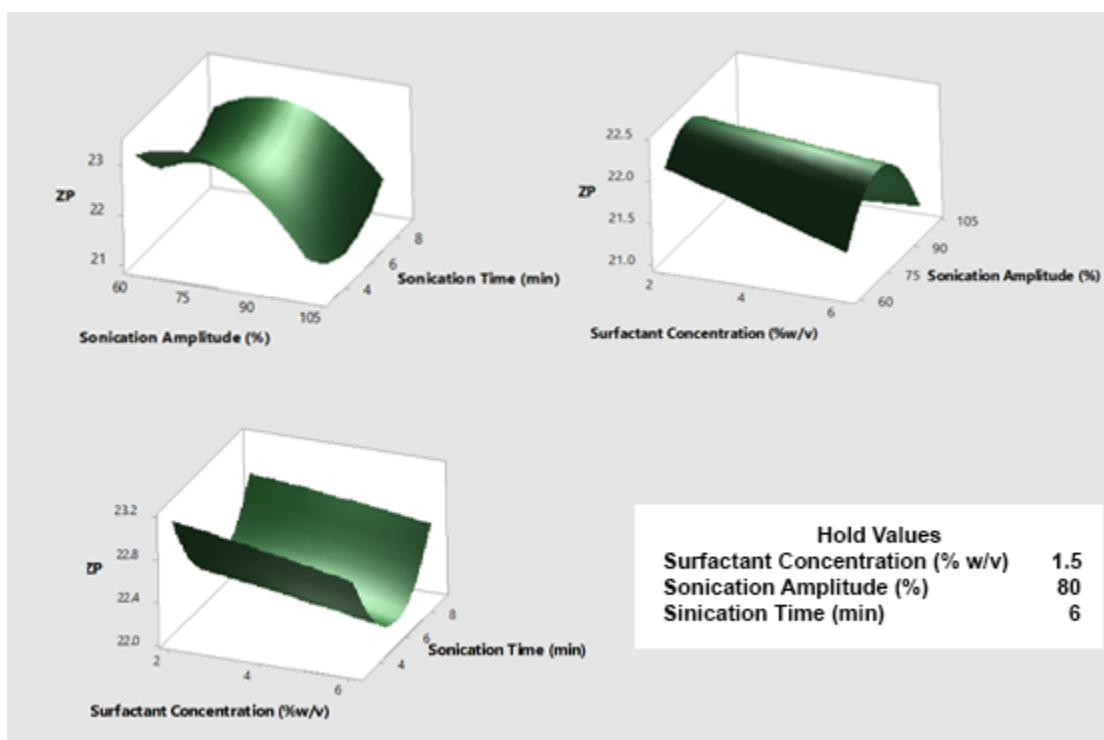 23
ZP
22
21
60
75
90
105
4
6
8
Sonication Time (min)
Sonication Amplitude (%)
22.5
22.0
ZP
21.5
21.0
2
4
6
60
75
90
105
Sonication Amplitude (%)
Surfactant Concentration (%w/v)
23.2
22.8
ZP
22.4
22.0
2
4
6
4
6
8
Sonication Time (min)
Surfactant Concentration (%w/v)
Hold Values
Surfactant Concentration (% w/v) 1.5
Sonication Amplitude (%) 80
Sinication Time (min) 6